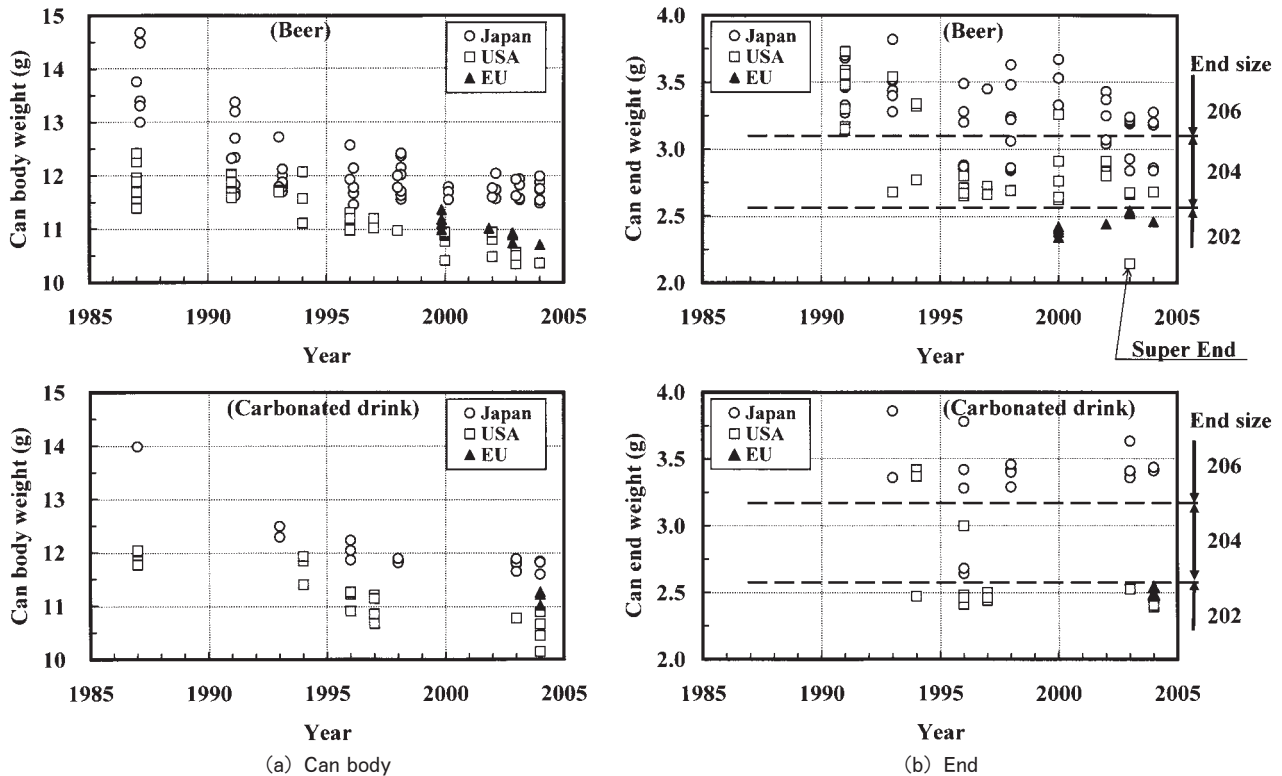 15
14
13
12
11
10
Can body weight (g)
(Beer)
Japan
USA
EU
1985
1990
1995
2000
2005
Year
4.0
3.5
3.0
2.5
2.0
Can end weight (g)
(Beer)
Japan
USA
EU
End size
206
204
202
1985
1990
1995
2000
2005
Year
Super End
15
14
13
12
11
10
Can body weight (g)
(Carbonated drink)
Japan
USA
EU
1985
1990
1995
2000
2005
Year
(a) Can body
4.0
3.5
3.0
2.5
2.0
Can end weight (g)
(Carbonated drink)
Japan
USA
EU
End size
206
204
202
1985
1990
1995
2000
2005
Year
(b) End